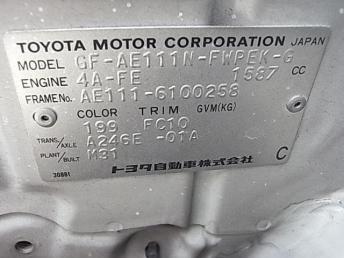 TOYOTA MOTOR CORPORATION JAPAN
MODEL GF-AE111N-FWPEK-G
ENGINE 4A-FE 1587 CC
FRAME No. AE111-6100258
COLOR TRIM GVM(KG)
199 FC10
TRANS/AXLE A246E -01A
PLANT/BUILT M31
トヨタ自動車株式会社 C
30881